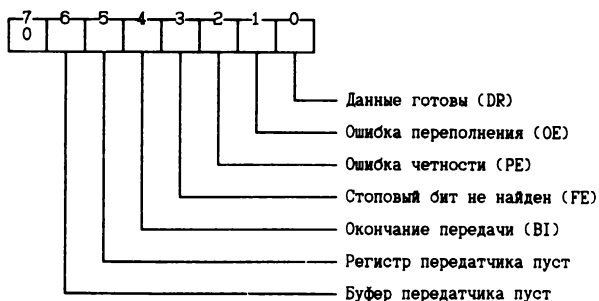 7 6 5 4 3 2 1 0
0
Данные готовы (DR)
Ошибка переполнения (OE)
Ошибка четности (PE)
Стоповый бит не найден (FE)
Окончание передачи (BI)
Регистр передатчика пуст
Буфер передатчика пуст